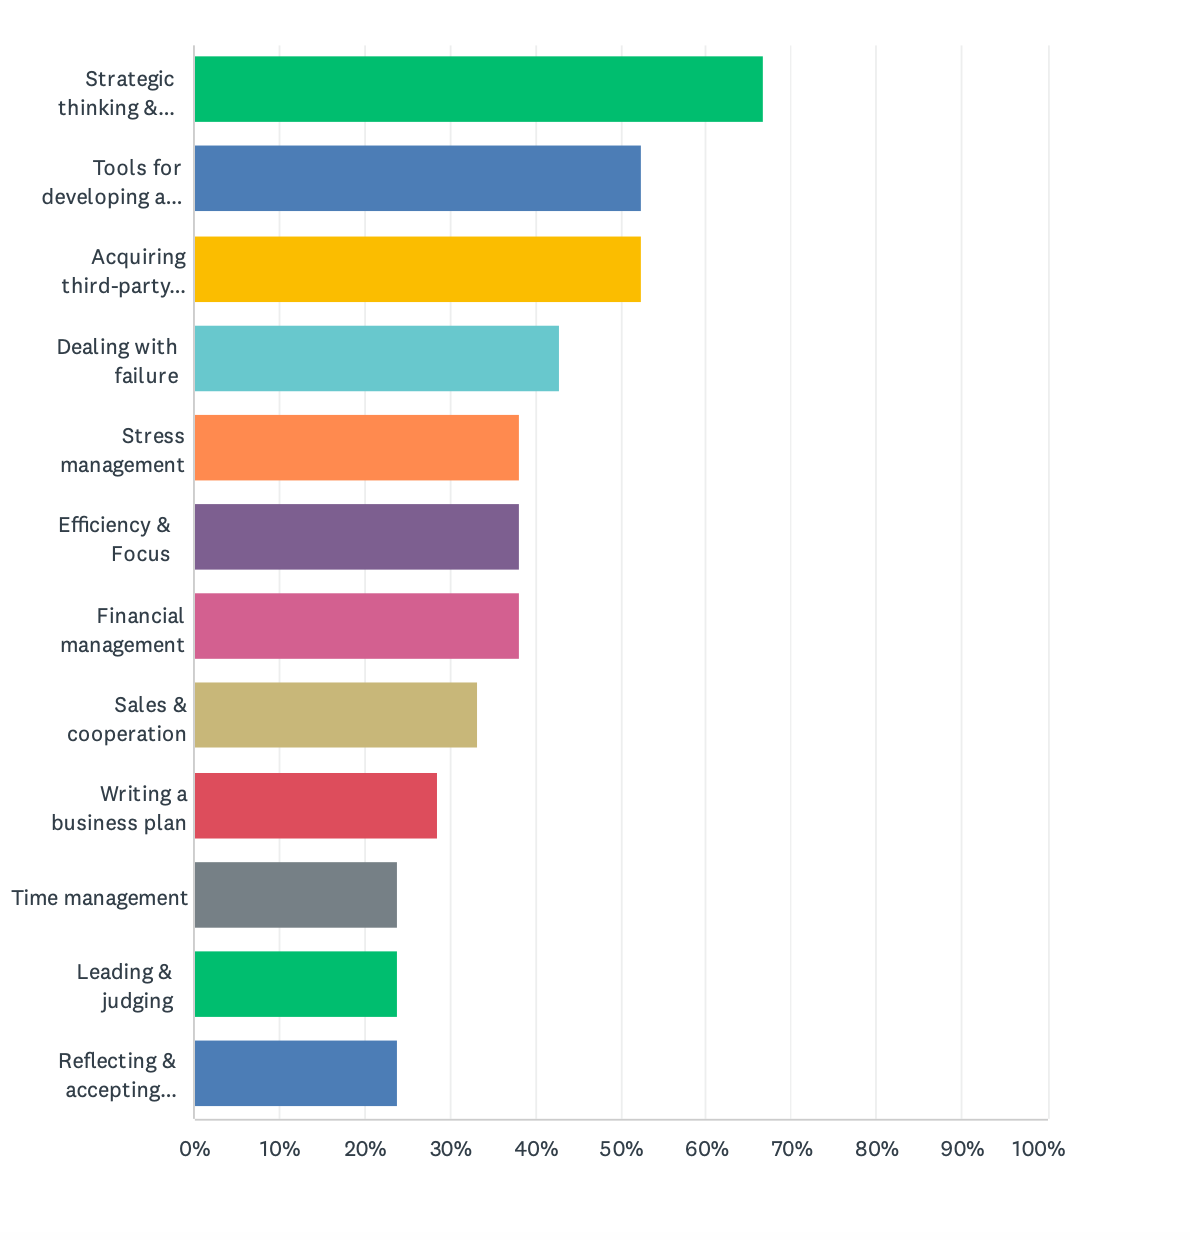 Strategic
thinking &...
Tools for
developing a...
Acquiring
third-party...
Dealing with
failure
Stress
management
Efficiency &
Focus
Financial
management
Sales &
cooperation
Writing a
business plan
Time management
Leading &
judging
Reflecting &
accepting...
0% 10% 20% 30% 40% 50% 60% 70% 80% 90% 100%